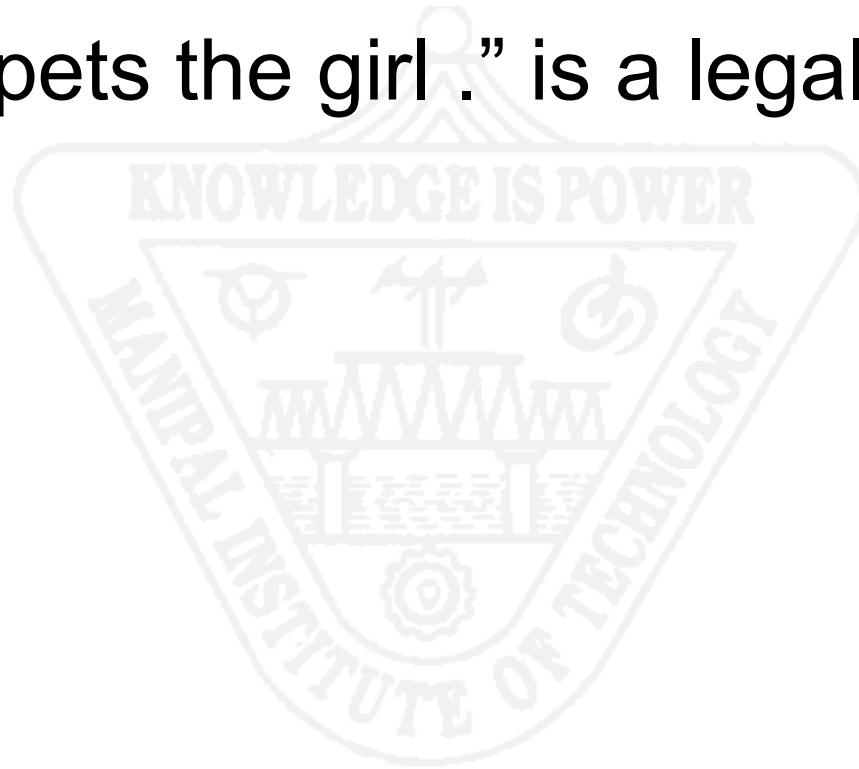 pets the girl .” is a legal
KNOWLEDGE IS POWER
MANIPAL INSTITUTE OF TECHNOLOGY